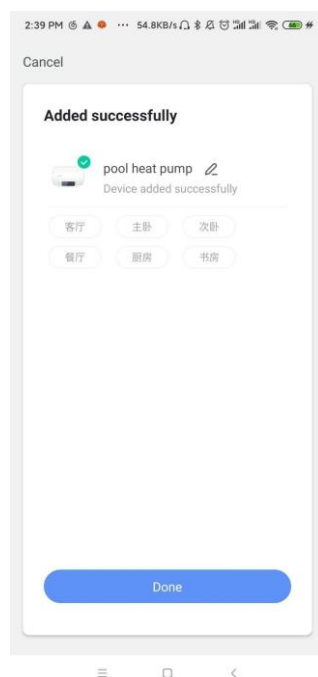 2:39 PM ... 54.8KB/s
Cancel
Added successfully
pool heat pump
Device added successfully
客厅 主卧 次卧
餐厅 厨房 书房
Done